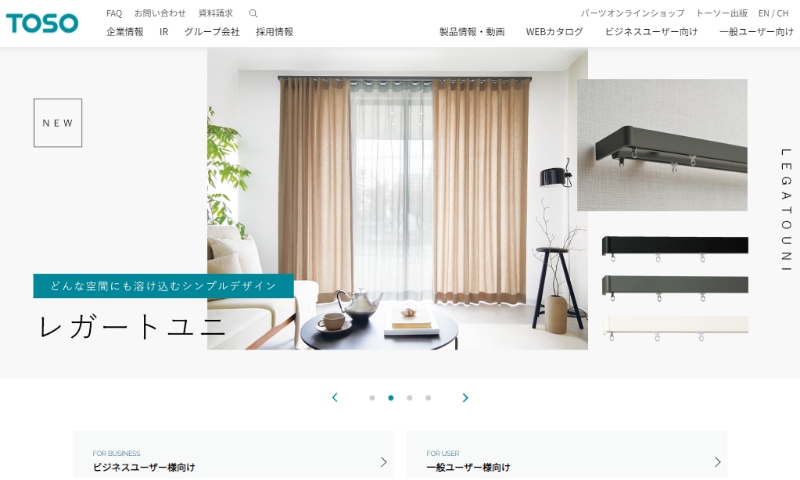 TOSO
FAQ お問い合わせ 資料請求
パーツオンラインショップ トーソー出版 EN / CH
企業情報 IR グループ会社 採用情報
製品情報・動画 WEBカタログ ビジネスユーザー向け 一般ユーザー向け
NEW
LEGATOUNI
どんな空間にも溶け込むシンプルデザイン
レガートユニ
FOR BUSINESS
ビジネスユーザー様向け
FOR USER
一般ユーザー様向け